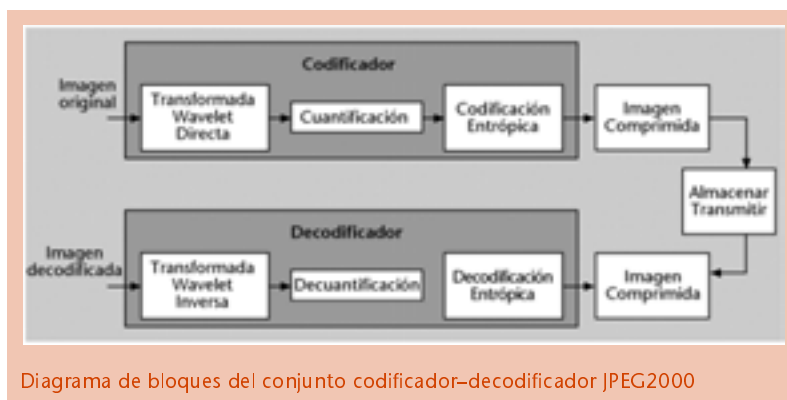 Codificador
Imagen
original
Transformada
Wavelet
Directa
Cuantificación
Codificación
Entrópica
Imagen
Comprimida
Almacenar
Transmitir
Decodificador
Imagen
decodificada
Transformada
Wavelet
Inversa
Decuantificación
Decodificación
Entrópica
Imagen
Comprimida
Diagrama de bloques del conjunto codificador–decodificador JPEG2000